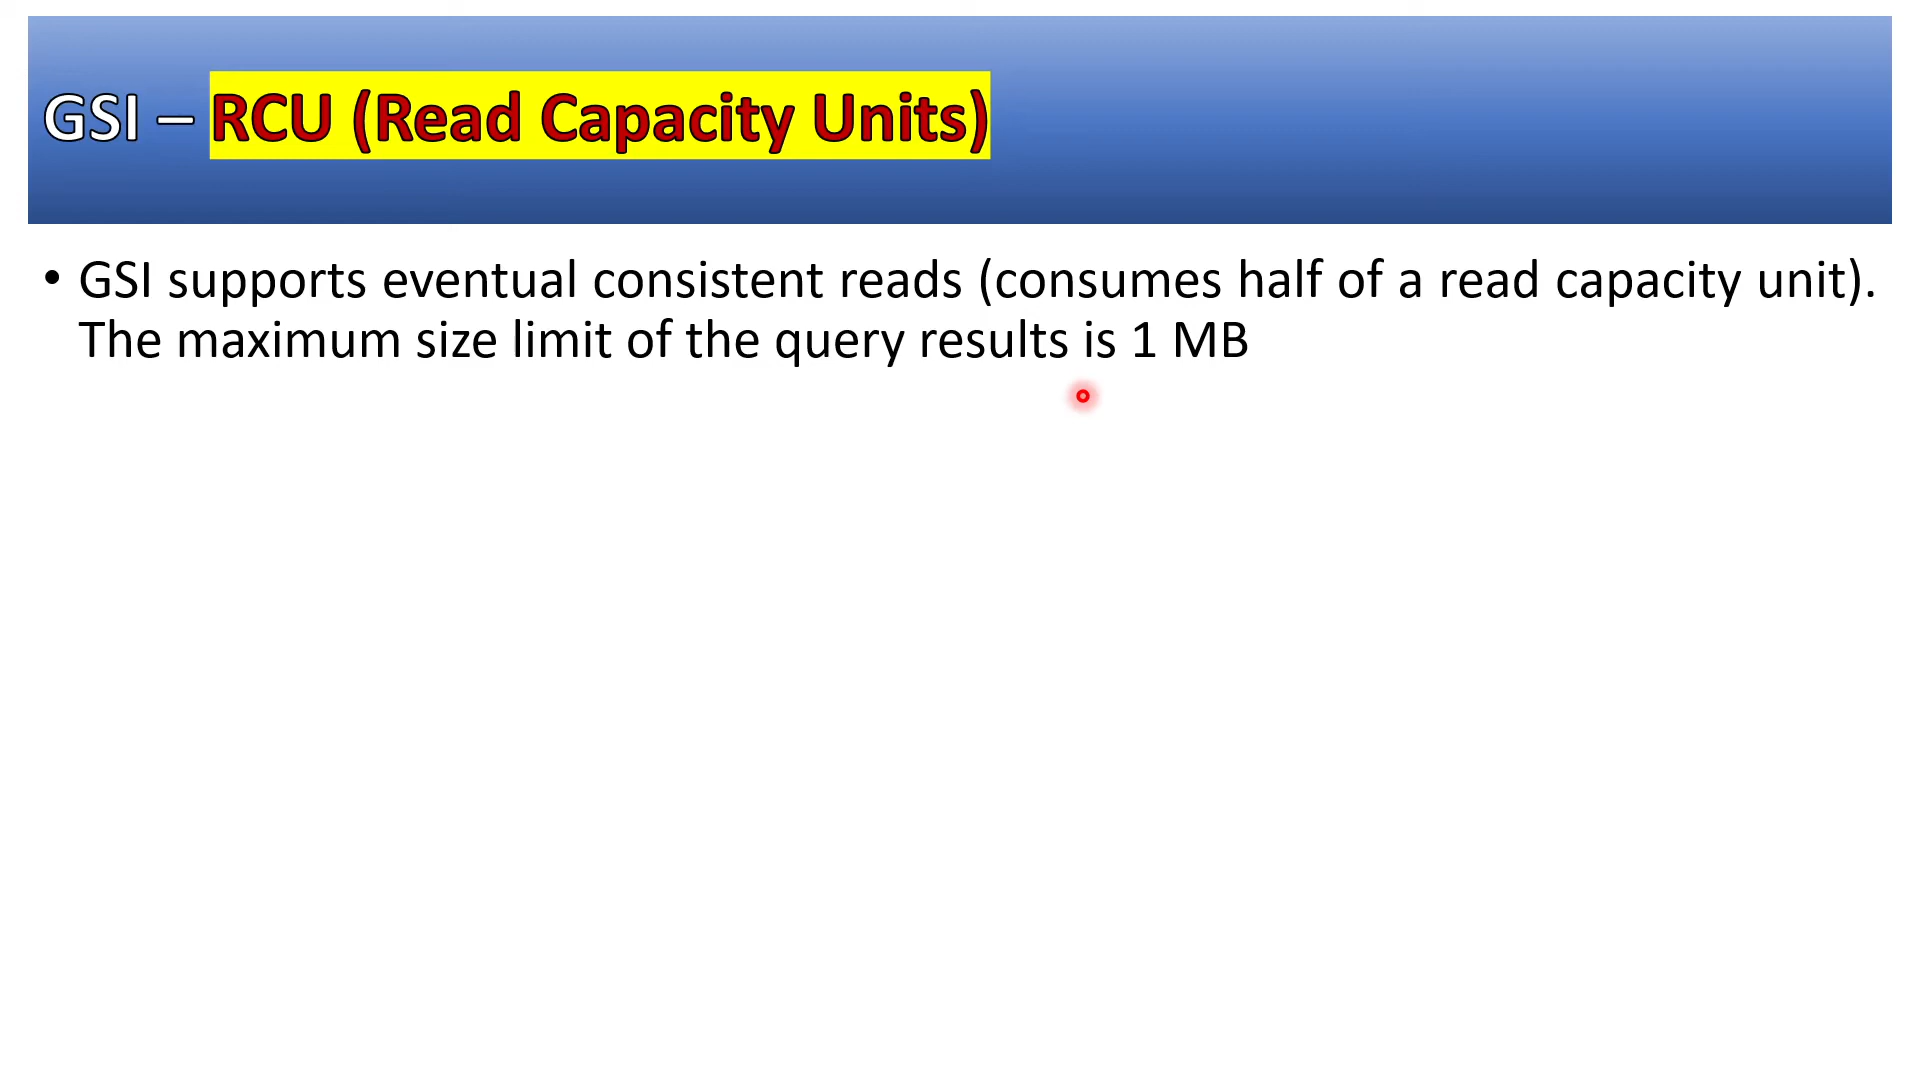 GSI – RCU (Read Capacity Units)
• GSI supports eventual consistent reads (consumes half of a read capacity unit).
The maximum size limit of the query results is 1 MB